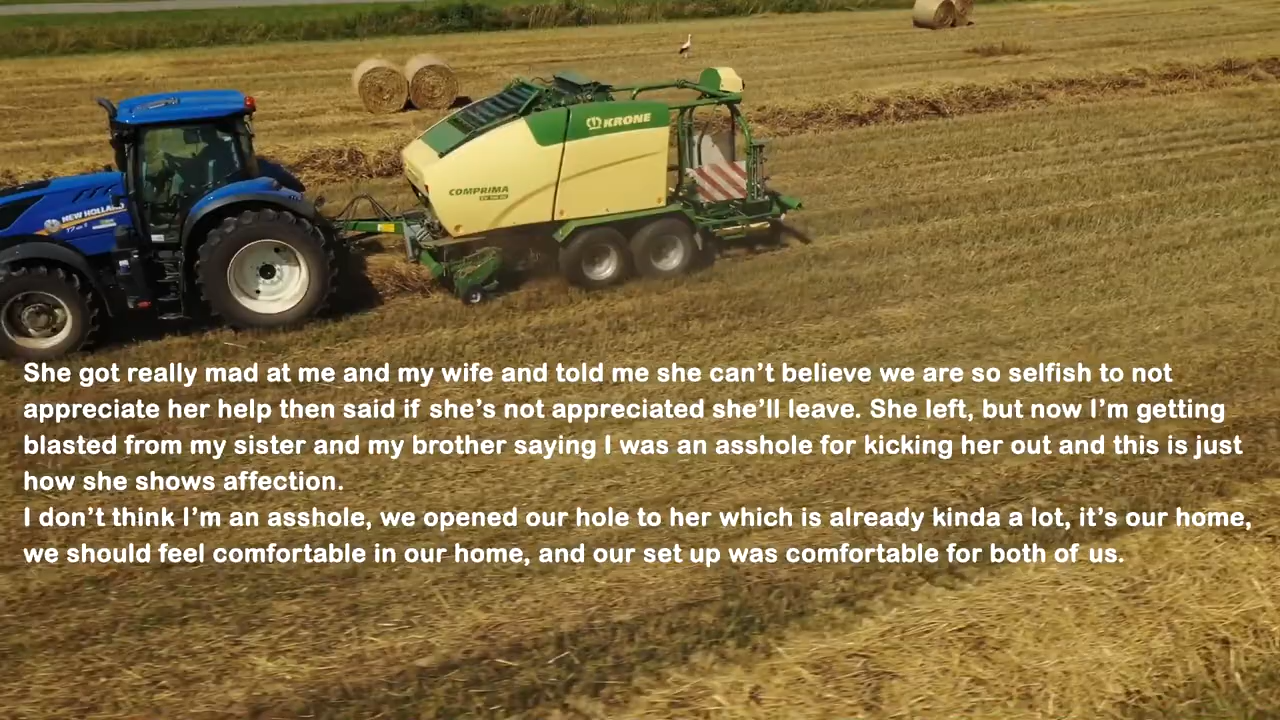 KRONE
COMPRIMA
NEW HOLLAND
She got really mad at me and my wife and told me she can't believe we are so selfish to not
appreciate her help then said if she's not appreciated she'll leave. She left, but now I'm getting
blasted from my sister and my brother saying I was an asshole for kicking her out and this is just
how she shows affection.
I don't think I'm an asshole, we opened our hole to her which is already kinda a lot, it's our home,
we should feel comfortable in our home, and our set up was comfortable for both of us.